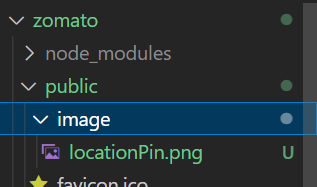 zomato
node_modules
public
image
locationPin.png U
favicon.ico